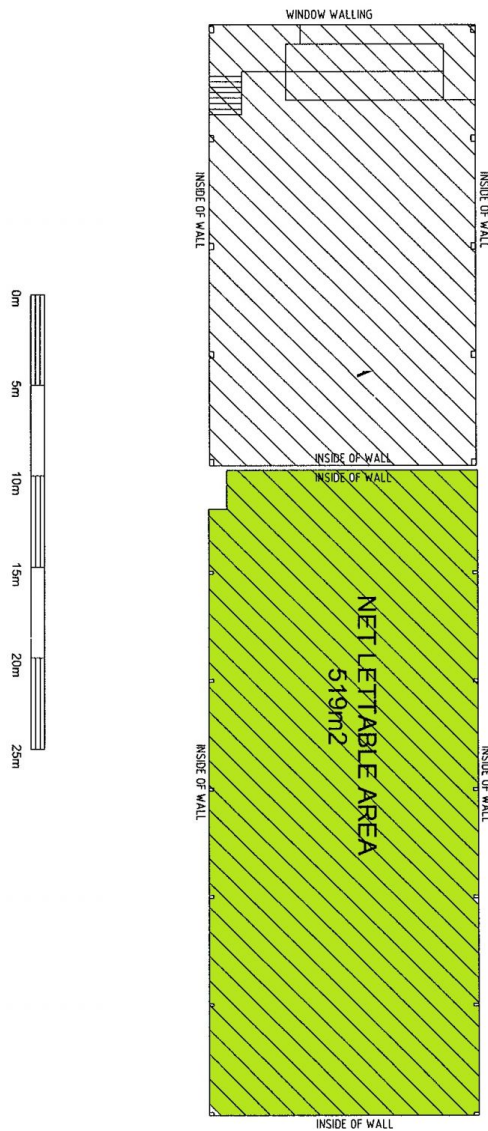 WINDOW WALLING
INSIDE OF WALL
INSIDE OF WALL
0m
5m
10m
15m
20m
25m
INSIDE OF WALL
INSIDE OF WALL
NET LETTABLE AREA
519m2
INSIDE OF WALL
INSIDE OF WALL
INSIDE OF WALL